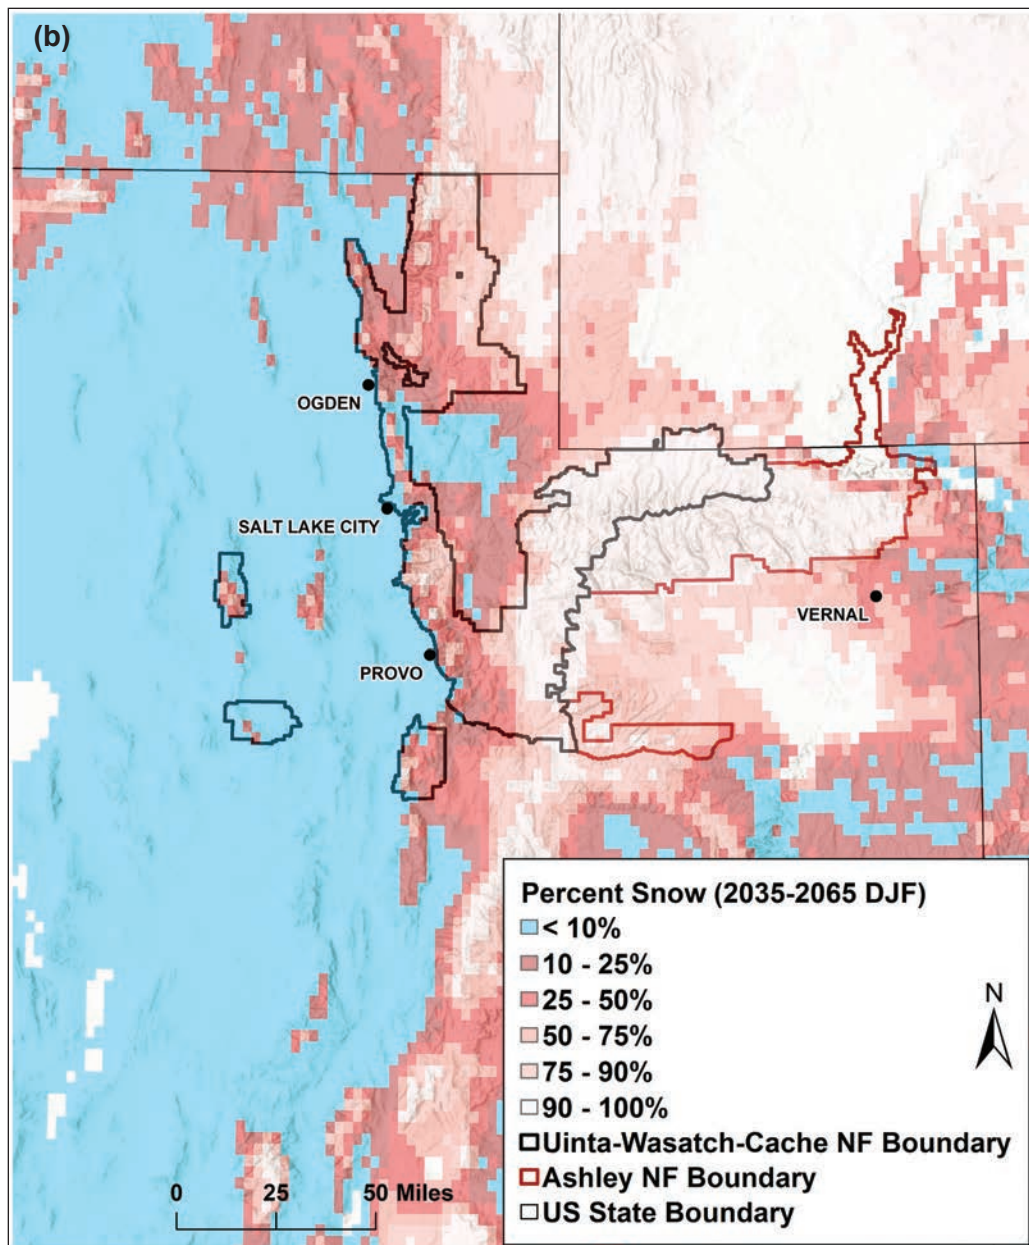 (b)
OGDEN
SALT LAKE CITY
VERNAL
PROVO
Percent Snow (2035-2065 DJF)
< 10%
10 - 25%
25 - 50%
50 - 75%
75 - 90%
90 - 100%
Uinta-Wasatch-Cache NF Boundary
Ashley NF Boundary
US State Boundary
N
0 25 50 Miles